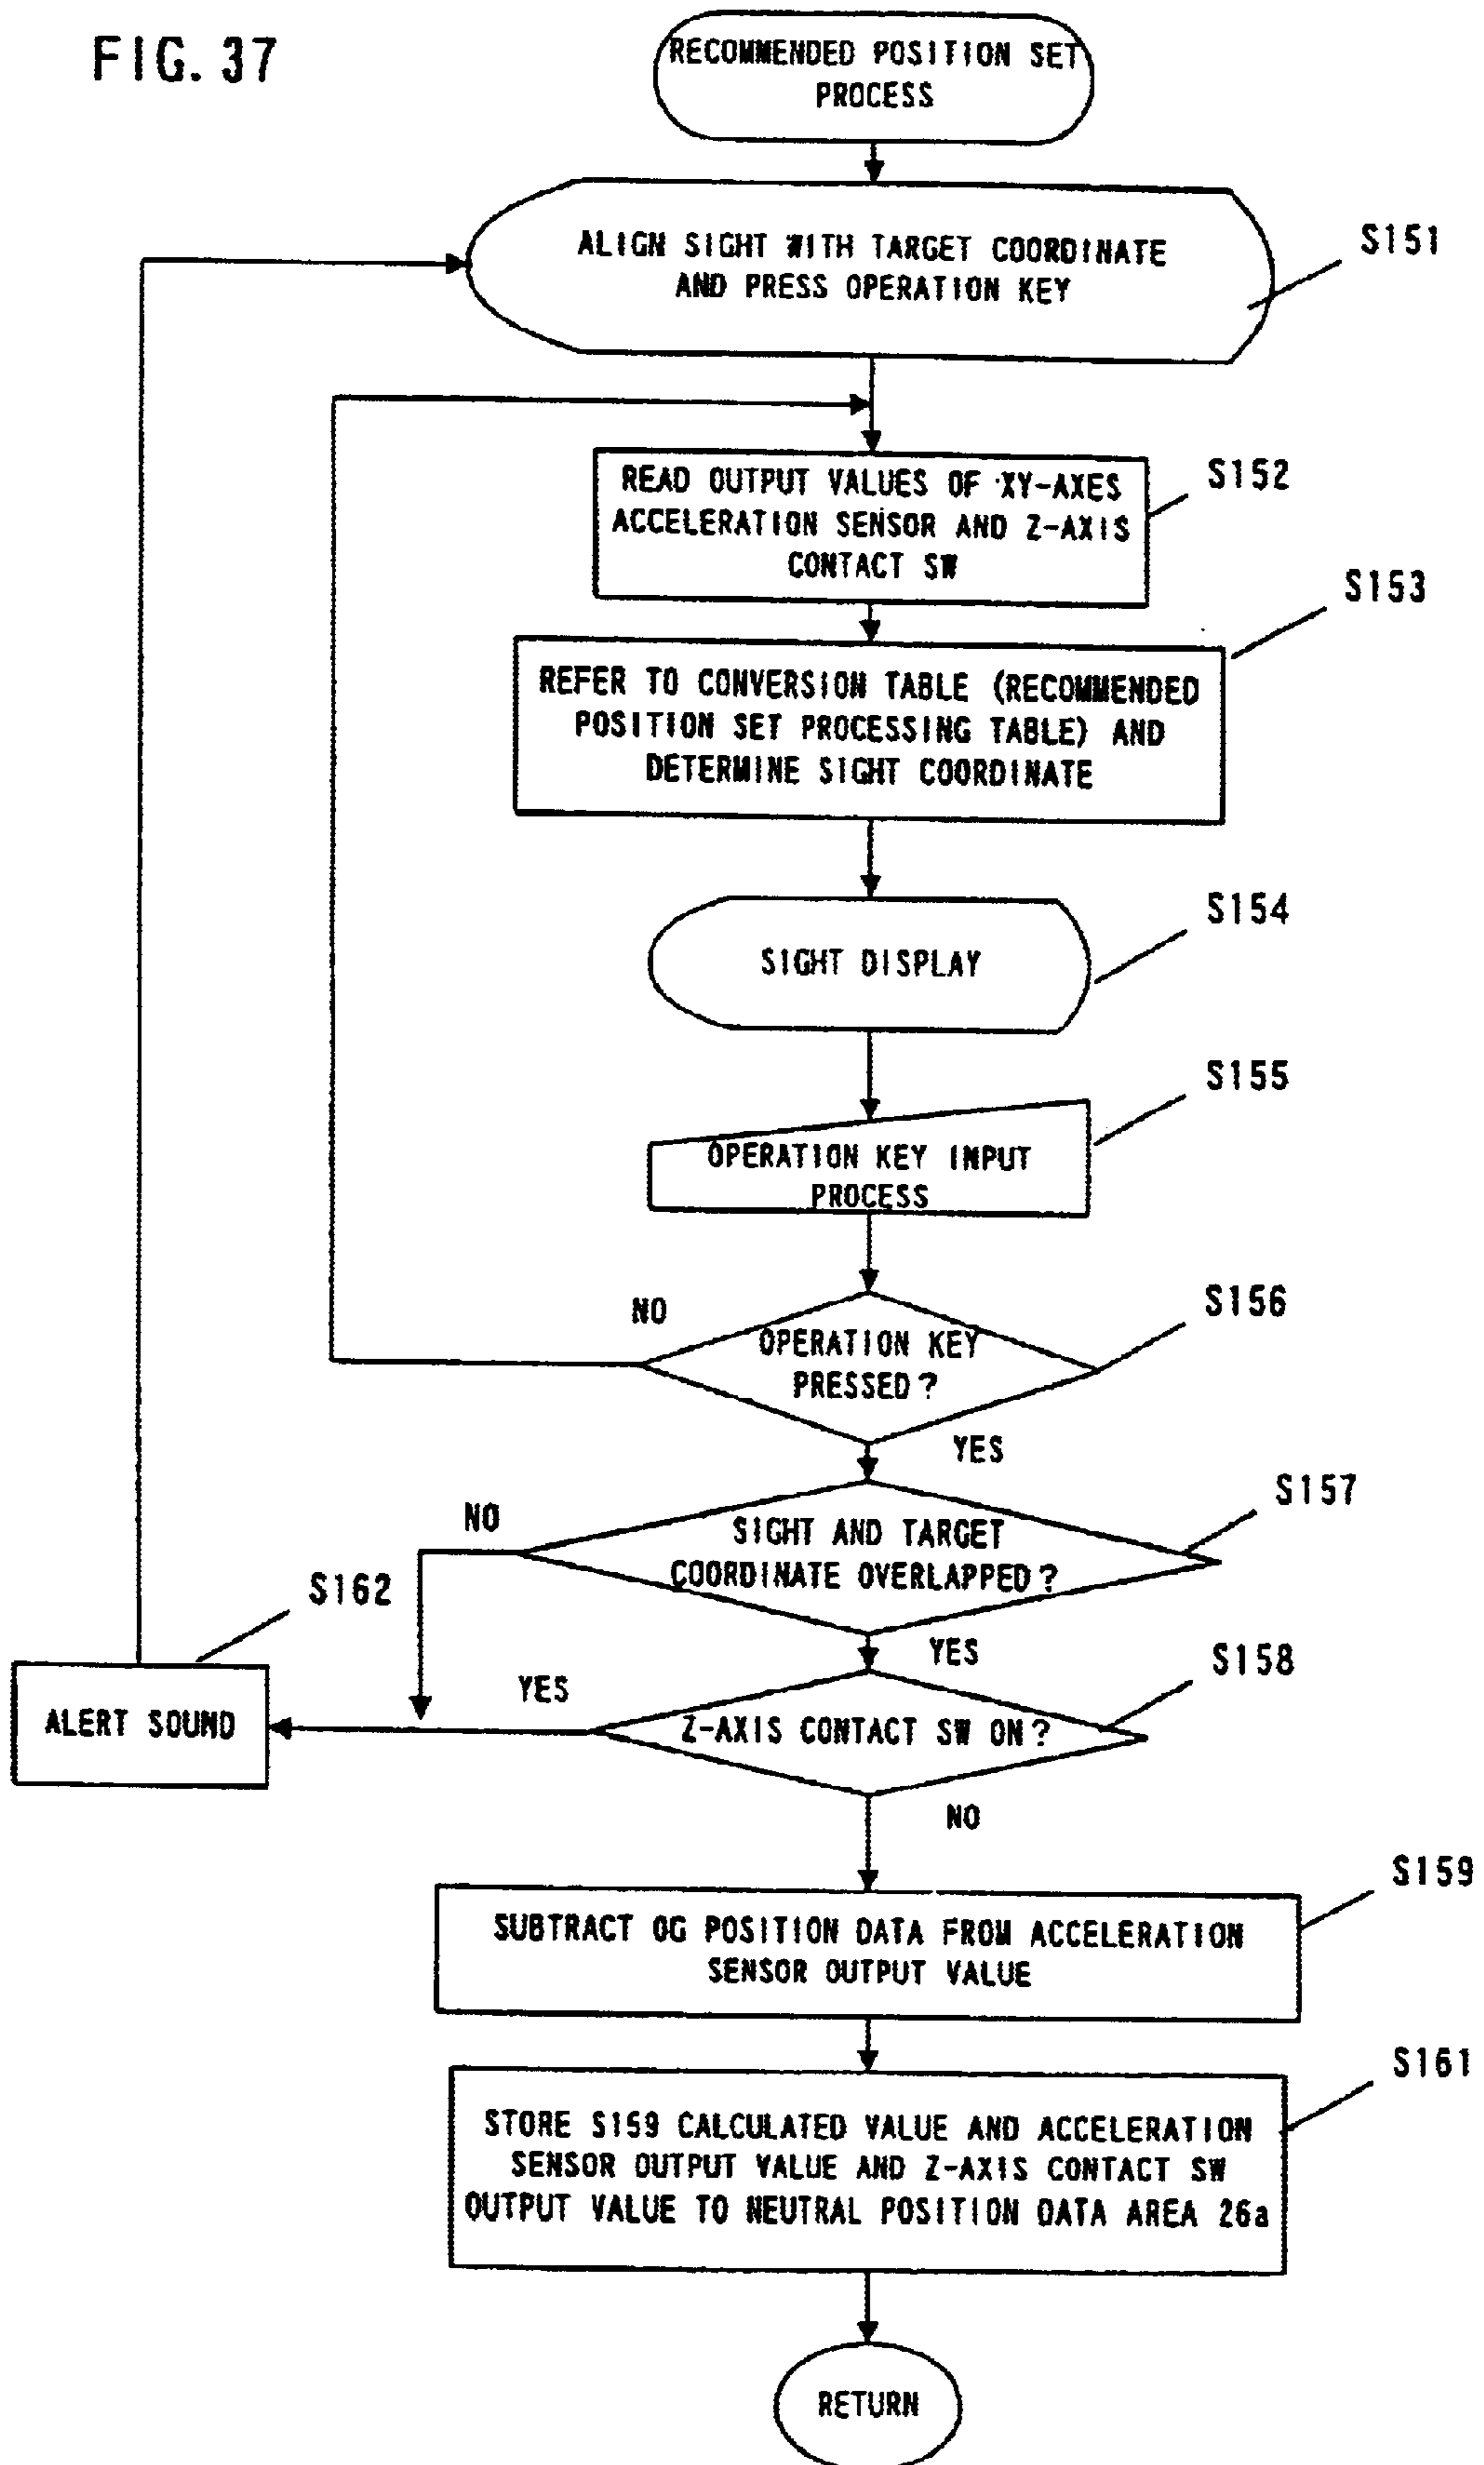 FIG. 37
RECOMMENDED POSITION SET
PROCESS
ALIGN SIGHT WITH TARGET COORDINATE
AND PRESS OPERATION KEY
S151
READ OUTPUT VALUES OF XY-AXES
ACCELERATION SENSOR AND Z-AXIS
CONTACT SW
S152
S153
REFER TO CONVERSION TABLE (RECOMMENDED
POSITION SET PROCESSING TABLE) AND
DETERMINE SIGHT COORDINATE
S154
SIGHT DISPLAY
S155
OPERATION KEY INPUT
PROCESS
S156
NO
OPERATION KEY
PRESSED?
YES
S157
NO
SIGHT AND TARGET
COORDINATE OVERLAPPED?
S162
YES
S158
YES
ALERT SOUND
Z-AXIS CONTACT SW ON?
NO
S159
SUBTRACT OG POSITION DATA FROM ACCELERATION
SENSOR OUTPUT VALUE
S161
STORE S159 CALCULATED VALUE AND ACCELERATION
SENSOR OUTPUT VALUE AND Z-AXIS CONTACT SW
OUTPUT VALUE TO NEUTRAL POSITION DATA AREA 26a
RETURN